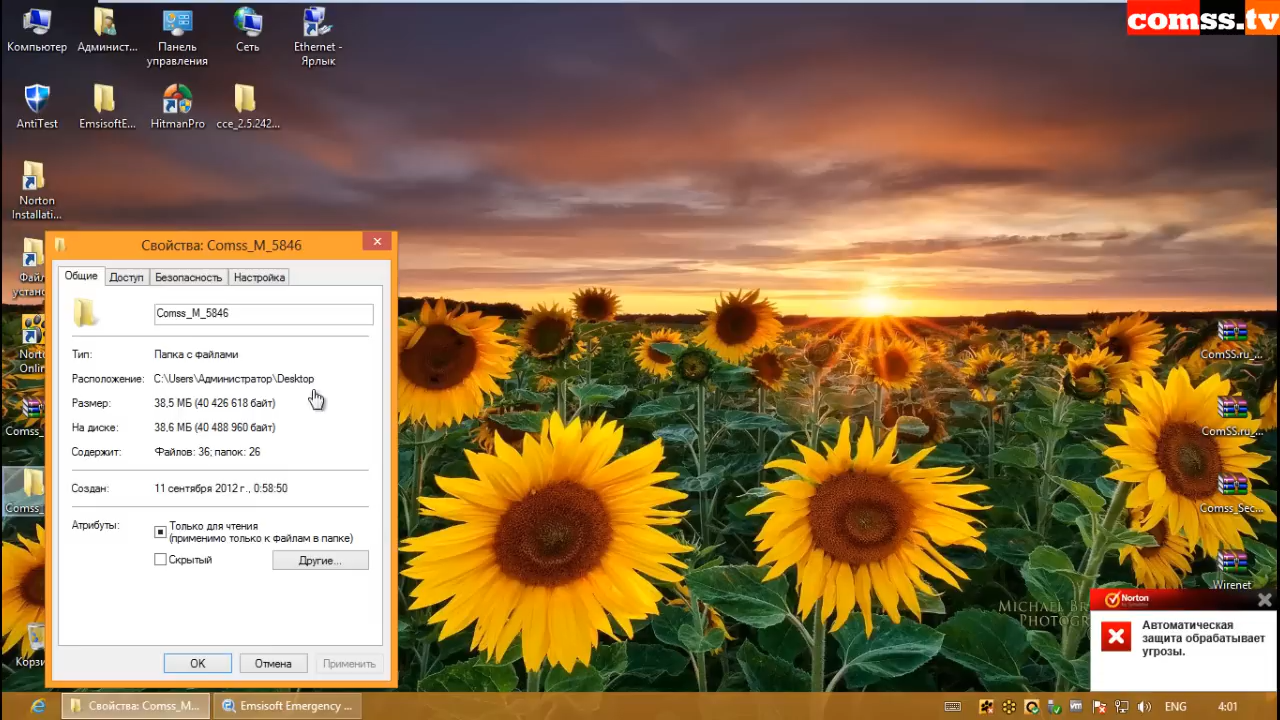 comss.tv
Компьютер
Админист...
Панель
управления
Сеть
Ethernet -
Ярлык
AntiTest
EmsisoftE...
HitmanPro
cce_2.5.242...
Norton
Installati...
Свойства: Comss_M_5846
Общие
Доступ
Безопасность
Настройка
Comss_M_5846
Тип:
Папка с файлами
Расположение:
C:\Users\Администратор\Desktop
Размер:
38,5 МБ (40 426 618 байт)
На диске:
38,6 МБ (40 488 960 байт)
Содержит:
Файлов: 36; папок: 26
Создан:
11 сентября 2012 г., 0:58:50
Атрибуты:
Только для чтения
(применимо только к файлам в папке)
Скрытый
Другие...
OK
Отмена
Применить
ComSS.ru_...
ComSS.ru_...
Comss_Sec...
Wirenet
Norton
by Symantec
Автоматическая
защита обрабатывает
угрозы.
Свойства: Comss_M...
Emsisoft Emergency ...
ENG
4:01